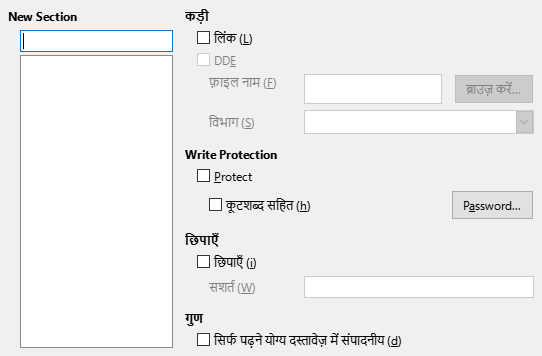 New Section
कड़ी
लिंक (L)
DDE
फ़ाइल नाम (F)
ब्राउज़ करें...
विभाग (S)
Write Protection
Protect
कूटशब्द सहित (h)
Password...
छिपाएँ
छिपाएँ (i)
सशर्त (W)
गुण
सिर्फ पढ़ने योग्य दस्तावेज़ में संपादनीय (d)